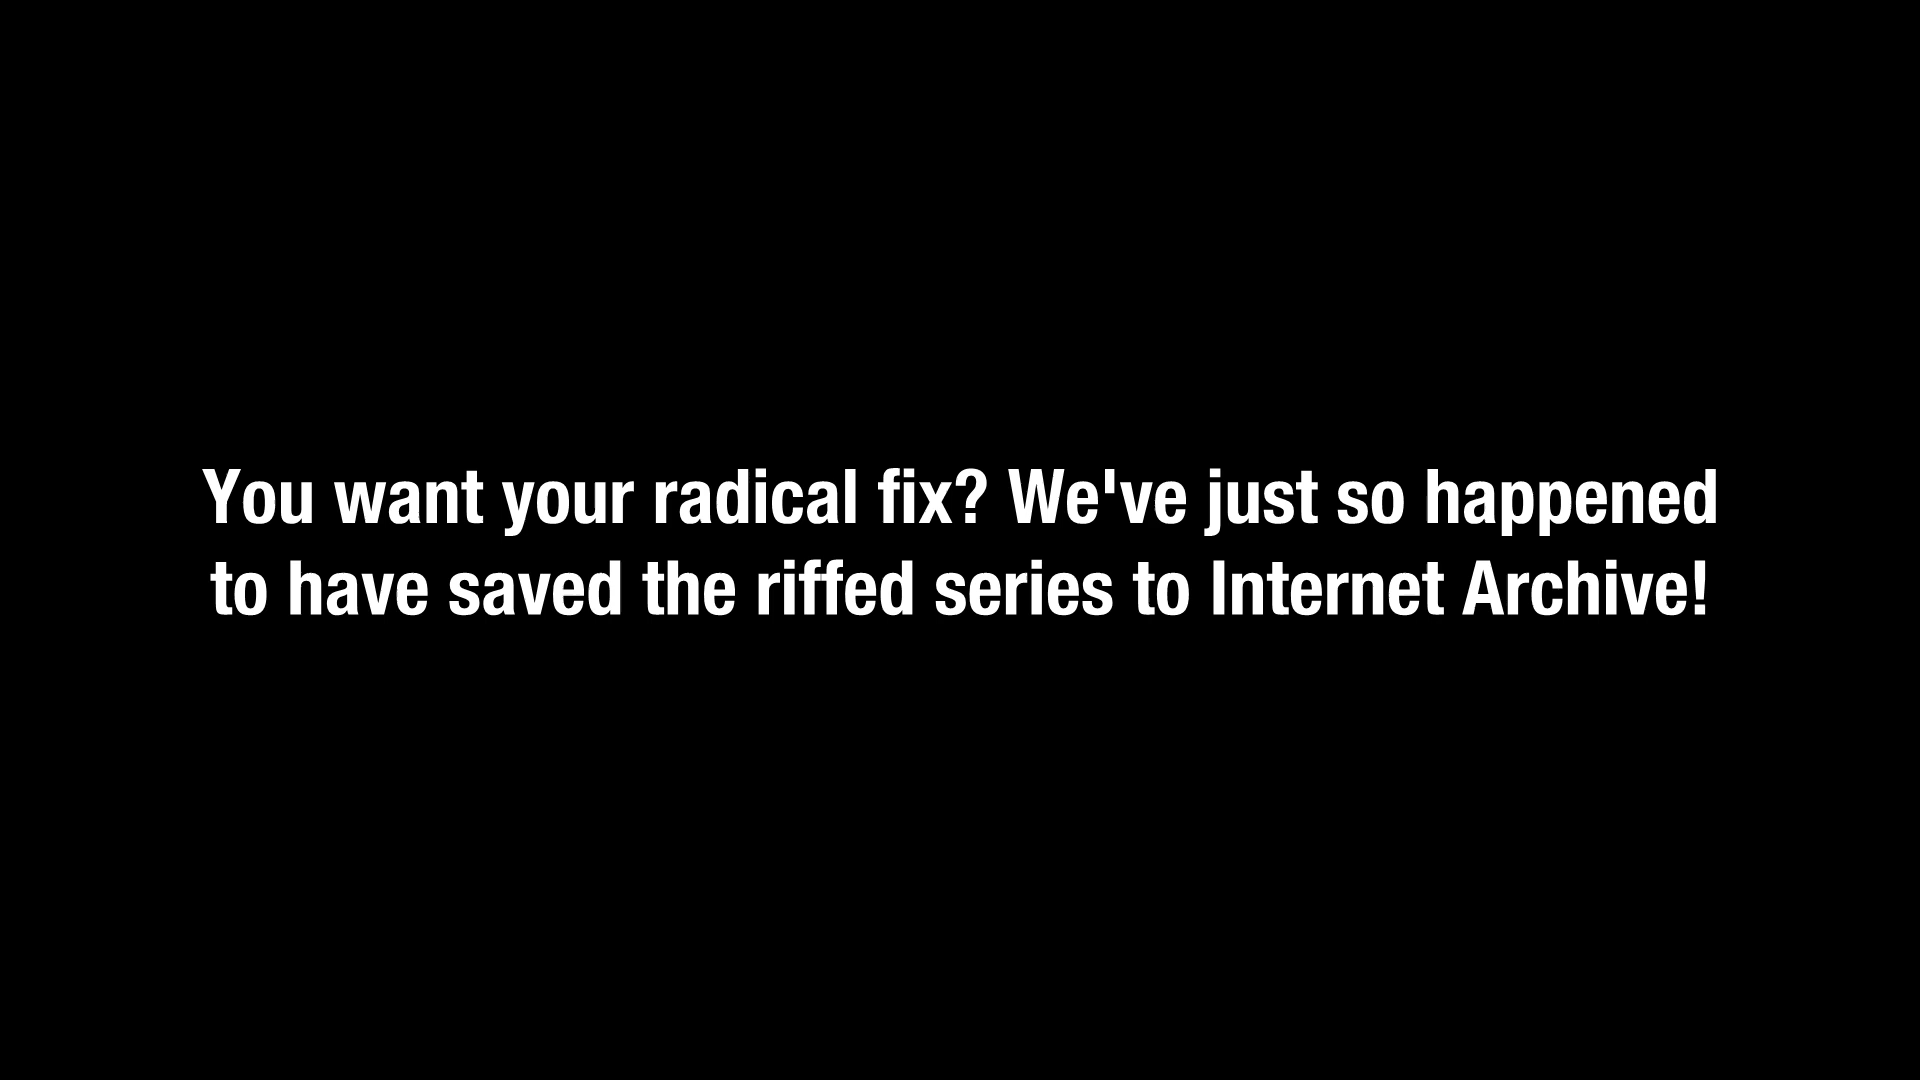 You want your radical fix? We've just so happened
to have saved the riffed series to Internet Archive!